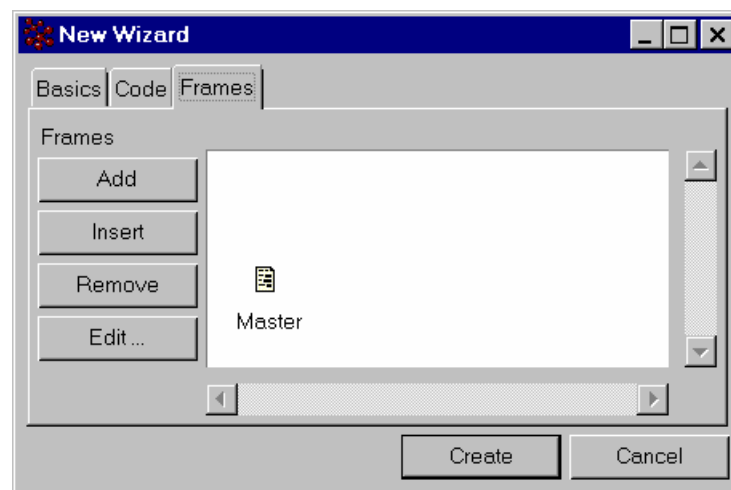 New Wizard
Basics Code Frames
Frames
Add
Insert
Remove
Edit ...
Master
Create Cancel